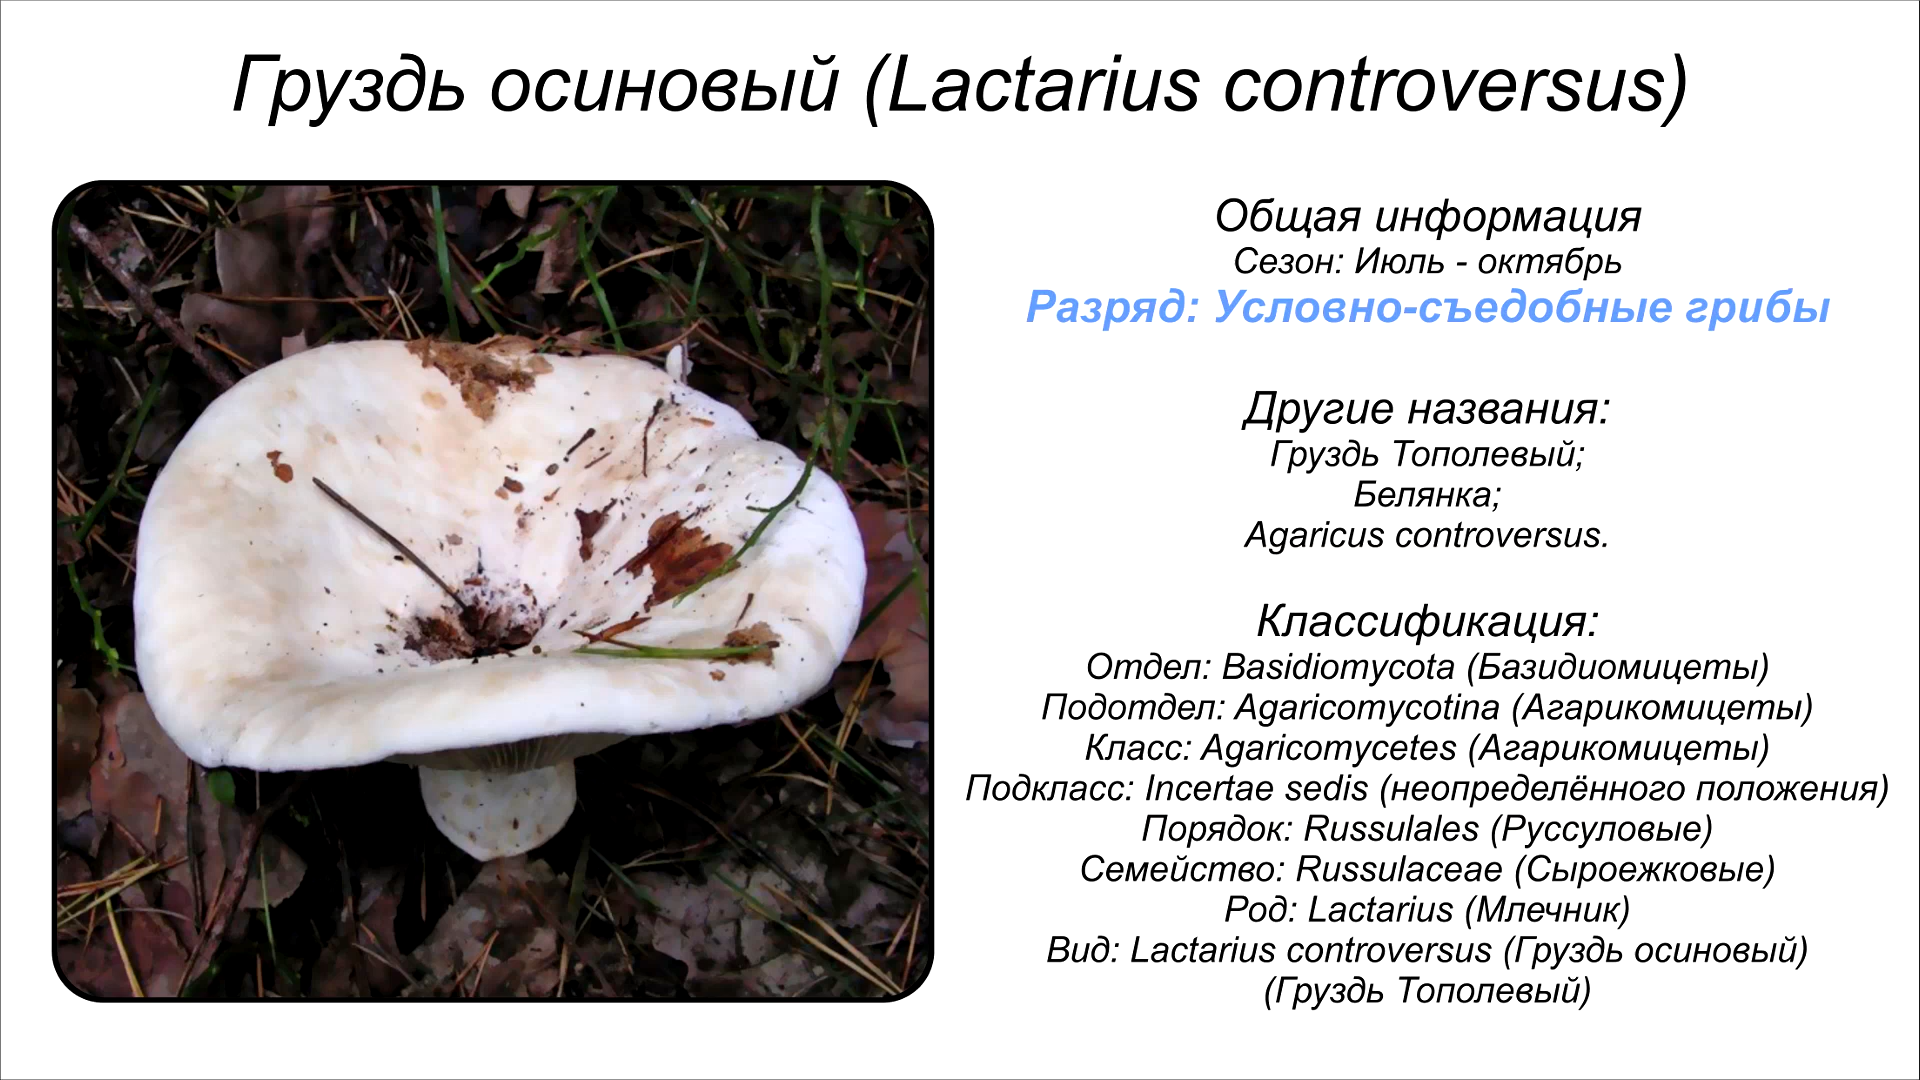 Груздь осиновый (Lactarius controversus)
Общая информация
Сезон: Июль - октябрь
Разряд: Условно-съедобные грибы
Другие названия:
Груздь Тополевый;
Белянка;
Agaricus controversus.
Классификация:
Отдел: Basidiomycota (Базидиомицеты)
Подотдел: Agaricomycotina (Агарикомицеты)
Класс: Agaricomycetes (Агарикомицеты)
Подкласс: Incertae sedis (неопределённого положения)
Порядок: Russulales (Руссуловые)
Семейство: Russulaceae (Сыроежковые)
Род: Lactarius (Млечник)
Вид: Lactarius controversus (Груздь осиновый)
(Груздь Тополевый)